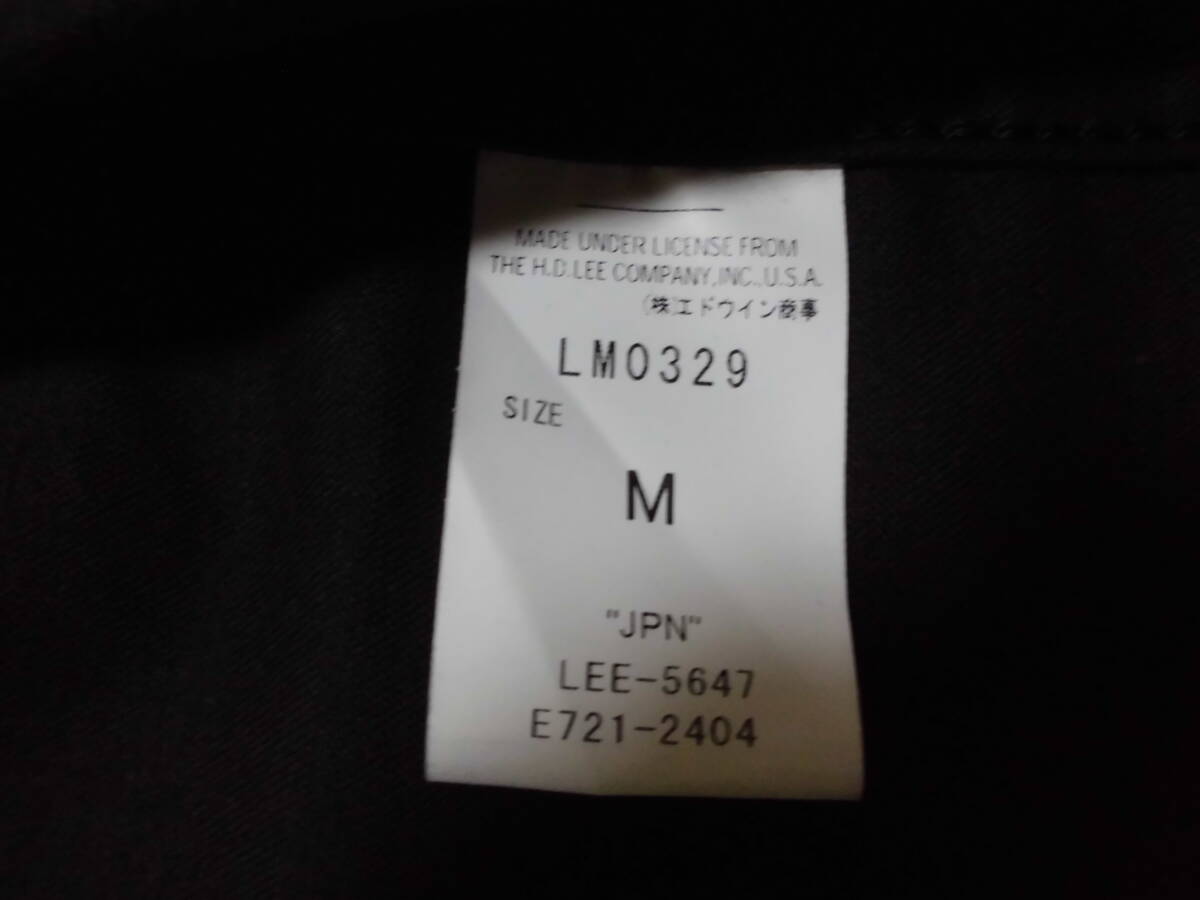 MADE UNDER LICENSE FROM
THE H.D.LEE COMPANY,INC.,U.S.A.
(株)エドウイン商事
LM0329
SIZE
M
"JPN"
LEE-5647
E721-2404